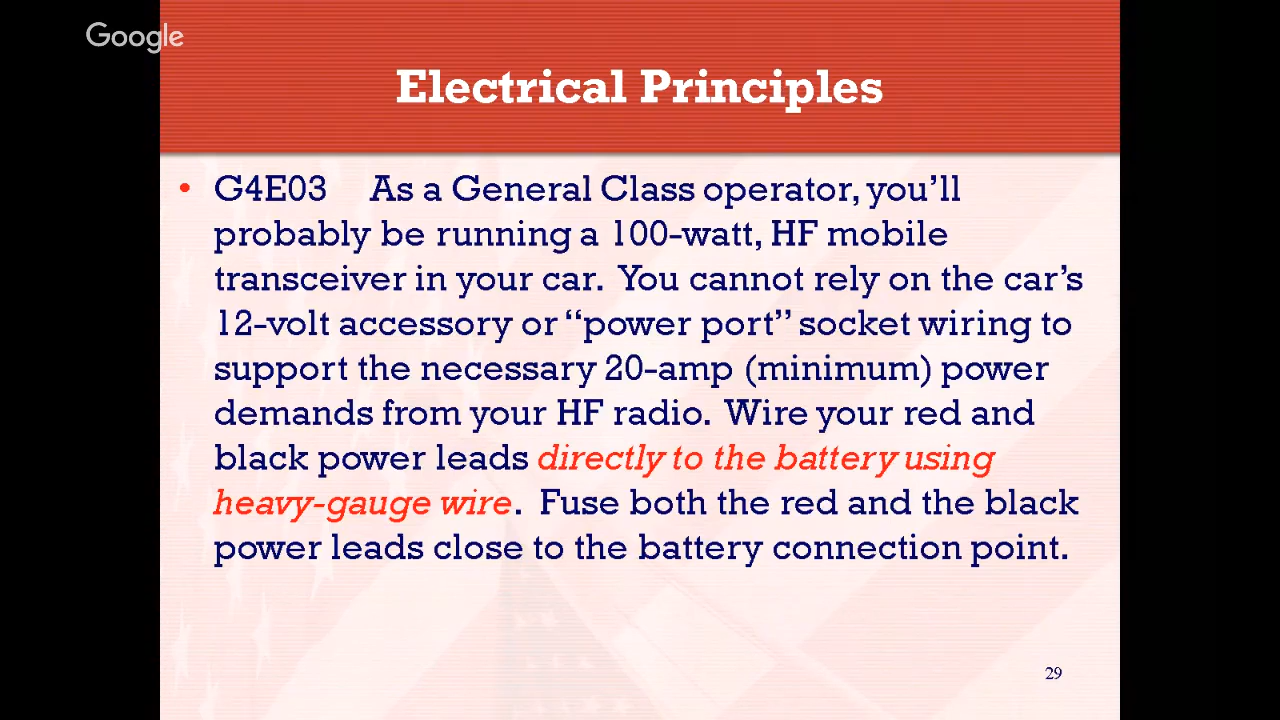 Google
Electrical Principles
• G4E03 As a General Class operator, you’ll
probably be running a 100-watt, HF mobile
transceiver in your car. You cannot rely on the car’s
12-volt accessory or “power port” socket wiring to
support the necessary 20-amp (minimum) power
demands from your HF radio. Wire your red and
black power leads directly to the battery using
heavy-gauge wire. Fuse both the red and the black
power leads close to the battery connection point.
29